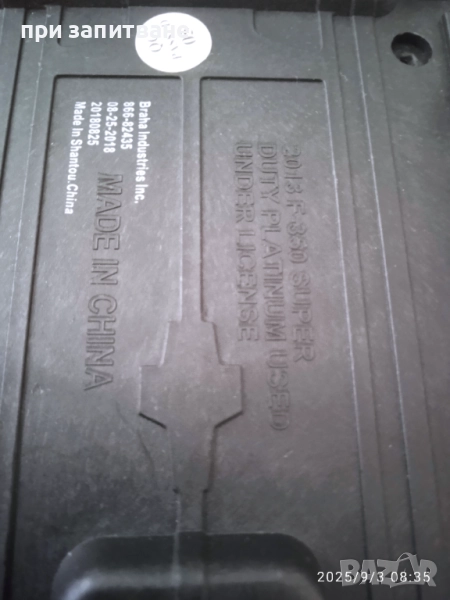 при запитване
Braha Industries Inc.
866-82435
08-25-2018
20180825
Made In Shantou.China
MADE IN CHINA
2013 F-350 SUPER
DUTY PLATINUM USED
UNDER LICENSE
2025/9/3 08:35
BAZAR